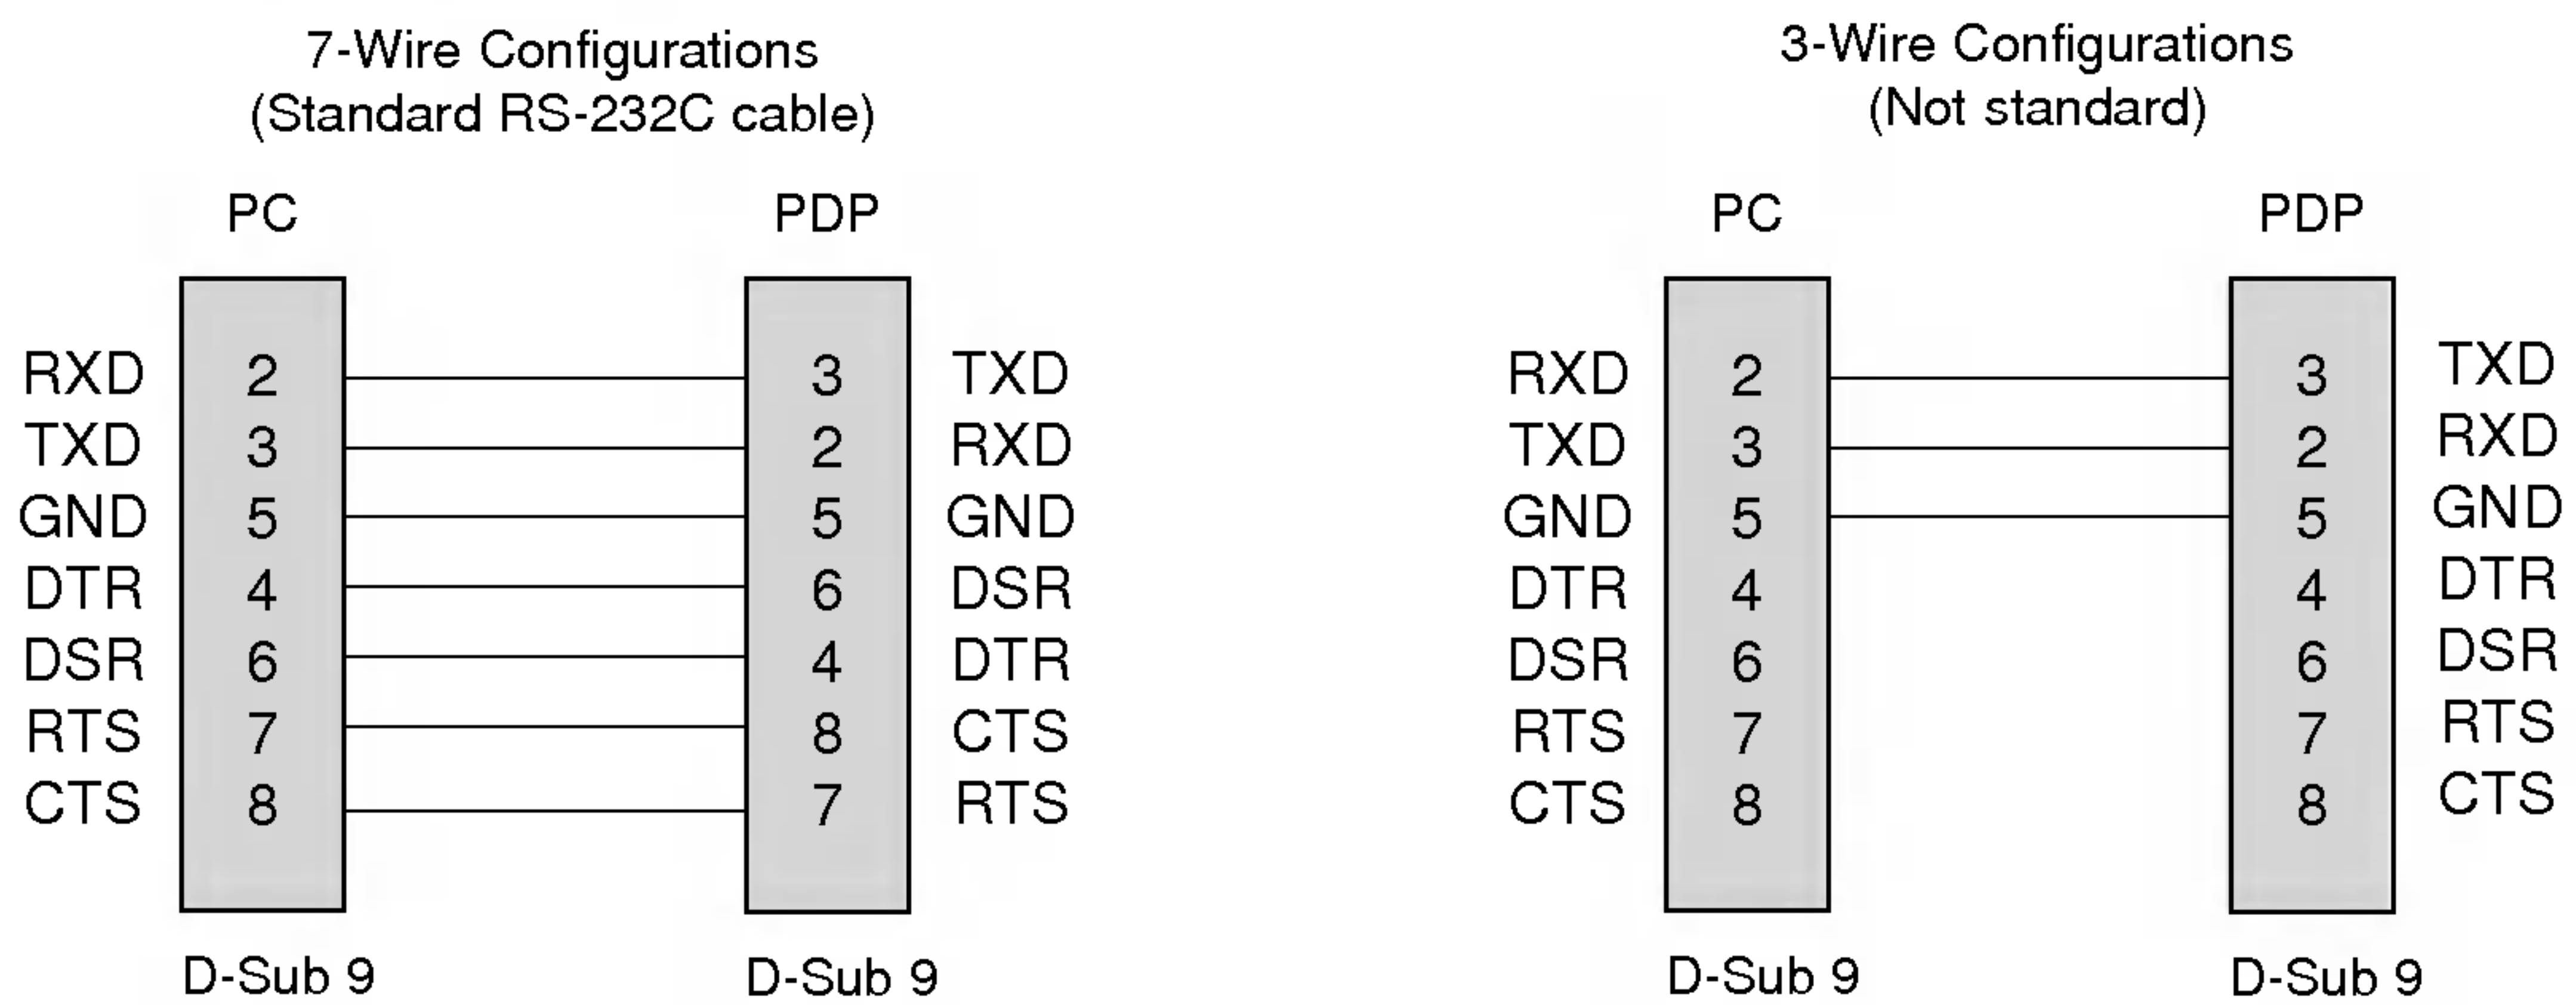 7-Wire Configurations
(Standard RS-232C cable)
PC PDP
RXD 2 3 TXD
TXD 3 2 RXD
GND 5 5 GND
DTR 4 6 DSR
DSR 6 4 DTR
RTS 7 8 CTS
CTS 8 7 RTS
D-Sub 9 D-Sub 9
3-Wire Configurations
(Not standard)
PC PDP
RXD 2 3 TXD
TXD 3 2 RXD
GND 5 5 GND
DTR 4 4 DTR
DSR 6 6 DSR
RTS 7 7 RTS
CTS 8 8 CTS
D-Sub 9 D-Sub 9